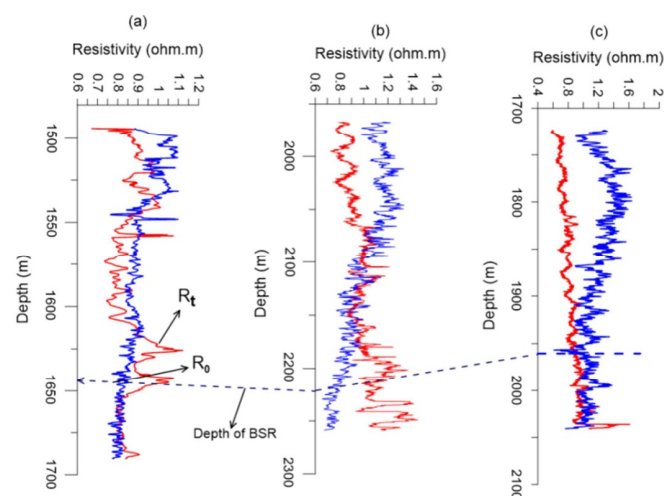 (a)
Resistivity (ohm.m)
0.6
0.8
0.8
0.9
1
1.1
1.2
1500
1550
1600
1650
1700
Depth (m)
Rt
R0
Depth of BSR
(b)
Resistivity (ohm.m)
0.6
0.8
1
1.2
1.4
1.6
2000
2100
2200
2300
Depth (m)
(c)
Resistivity (ohm.m)
0.4
0.8
1.2
1.6
2
1700
1800
1900
2000
2100
Depth (m)